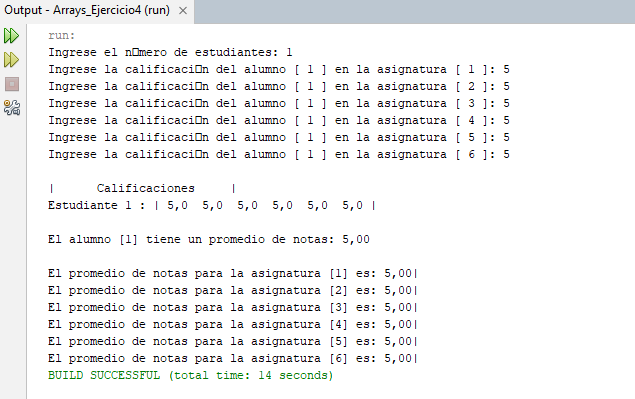 Output - Arrays_Ejercicio4 (run) ×
run:
Ingrese el n□mero de estudiantes: 1
Ingrese la calificaci□n del alumno [ 1 ] en la asignatura [ 1 ]: 5
Ingrese la calificaci□n del alumno [ 1 ] en la asignatura [ 2 ]: 5
Ingrese la calificaci□n del alumno [ 1 ] en la asignatura [ 3 ]: 5
Ingrese la calificaci□n del alumno [ 1 ] en la asignatura [ 4 ]: 5
Ingrese la calificaci□n del alumno [ 1 ] en la asignatura [ 5 ]: 5
Ingrese la calificaci□n del alumno [ 1 ] en la asignatura [ 6 ]: 5
|      Calificaciones     |
Estudiante 1 : | 5,0  5,0  5,0  5,0  5,0  5,0 |
El alumno [1] tiene un promedio de notas: 5,00
El promedio de notas para la asignatura [1] es: 5,00|
El promedio de notas para la asignatura [2] es: 5,00|
El promedio de notas para la asignatura [3] es: 5,00|
El promedio de notas para la asignatura [4] es: 5,00|
El promedio de notas para la asignatura [5] es: 5,00|
El promedio de notas para la asignatura [6] es: 5,00|
BUILD SUCCESSFUL (total time: 14 seconds)